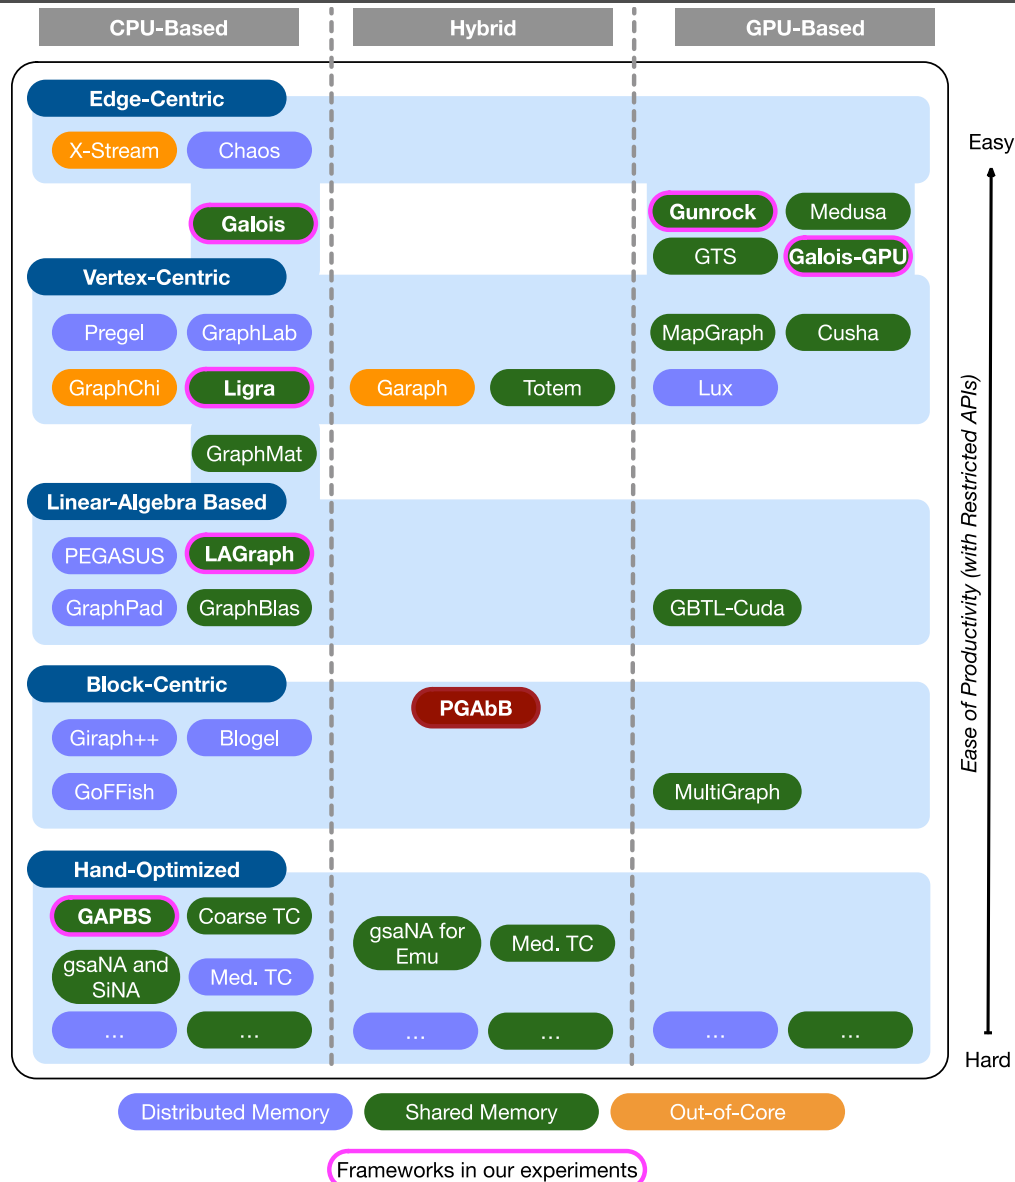 CPU-Based
Hybrid
GPU-Based
Edge-Centric
X-Stream
Chaos
Galois
Gunrock
Medusa
GTS
Galois-GPU
Vertex-Centric
Pregel
GraphLab
MapGraph
Cusha
GraphChi
Ligra
Garaph
Totem
Lux
GraphMat
Linear-Algebra Based
PEGASUS
LAGraph
GraphPad
GraphBlas
GBTL-Cuda
Block-Centric
PGAbB
Giraph++
Blogel
GoFFish
MultiGraph
Hand-Optimized
GAPBS
Coarse TC
gsaNA for
Emu
Med. TC
gsaNA and
SiNA
Med. TC
...
...
...
...
...
...
Easy
Ease of Productivity (with Restricted APIs)
Hard
Distributed Memory
Shared Memory
Out-of-Core
Frameworks in our experiments